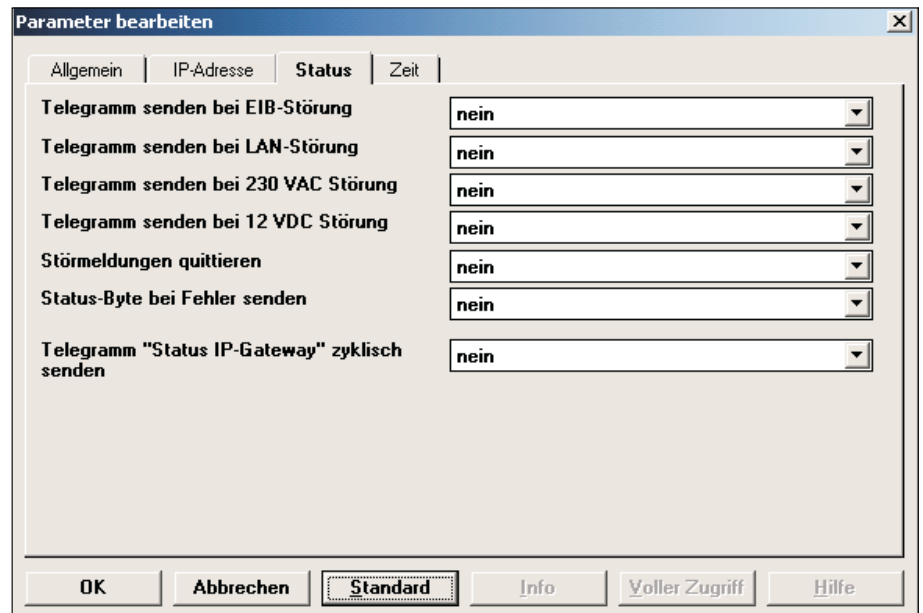 Parameter bearbeiten
Allgemein IP-Adresse Status Zeit
Telegramm senden bei EIB-Störung nein
Telegramm senden bei LAN-Störung nein
Telegramm senden bei 230 VAC Störung nein
Telegramm senden bei 12 VDC Störung nein
Störmeldungen quittieren nein
Status-Byte bei Fehler senden nein
Telegramm "Status IP-Gateway" zyklisch nein
senden
OK Abbrechen Standard Info Voller Zugriff Hilfe